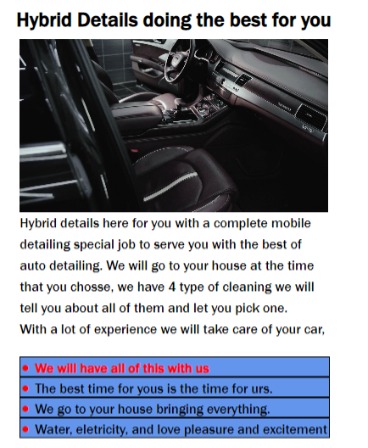 Hybrid Details doing the best for you
Hybrid details here for you with a complete mobile
detailing special job to serve you with the best of
auto detailing. We will go to your house at the time
that you chosse, we have 4 type of cleaning we will
tell you about all of them and let you pick one.
With a lot of experience we will take care of your car,
We will have all of this with us
The best time for yous is the time for urs.
We go to your house bringing everything.
Water, eletricity, and love pleasure and excitement